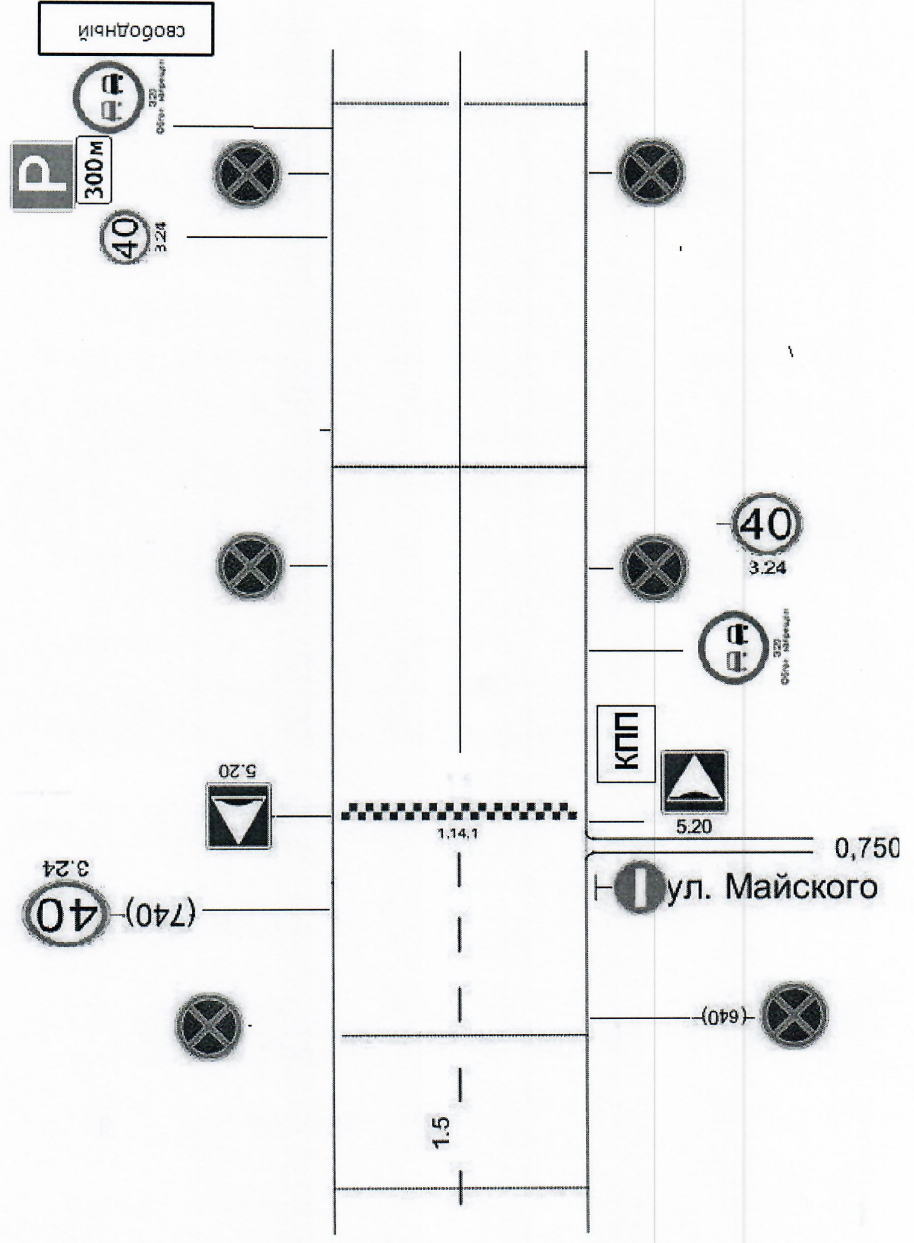 свободный
3.20
Обгон запрещен
P
300м
40
3.24
40
3.24
3.20
Обгон запрещен
КПП
5.20
5.20
1.14.1
0,750
ул. Майского
3.24
40
(740)
(640)
1.5